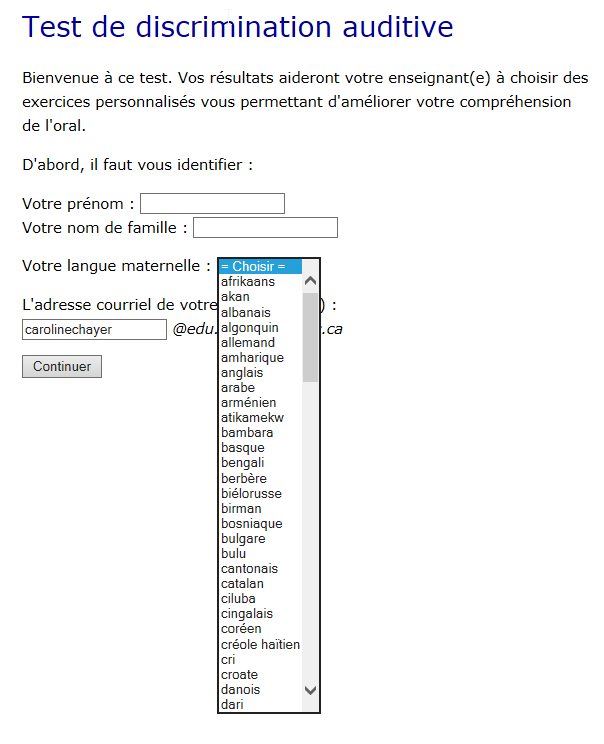 Test de discrimination auditive
Bienvenue à ce test. Vos résultats aideront votre enseignant(e) à choisir des
exercices personnalisés vous permettant d'améliorer votre compréhension
de l'oral.
D'abord, il faut vous identifier :
Votre prénom :
Votre nom de famille :
Votre langue maternelle :
= Choisir =
afrikaans
akan
albanais
algonquin
allemand
amharique
anglais
arabe
arménien
atikamekw
bambara
basque
bengali
berbère
biélorusse
birman
bosniaque
bulgare
bulu
cantonais
catalan
ciluba
cingalais
coréen
créole haïtien
cri
croate
danois
dari
L'adresse courriel de votre ) :
carolinechayer @edu. .ca
Continuer